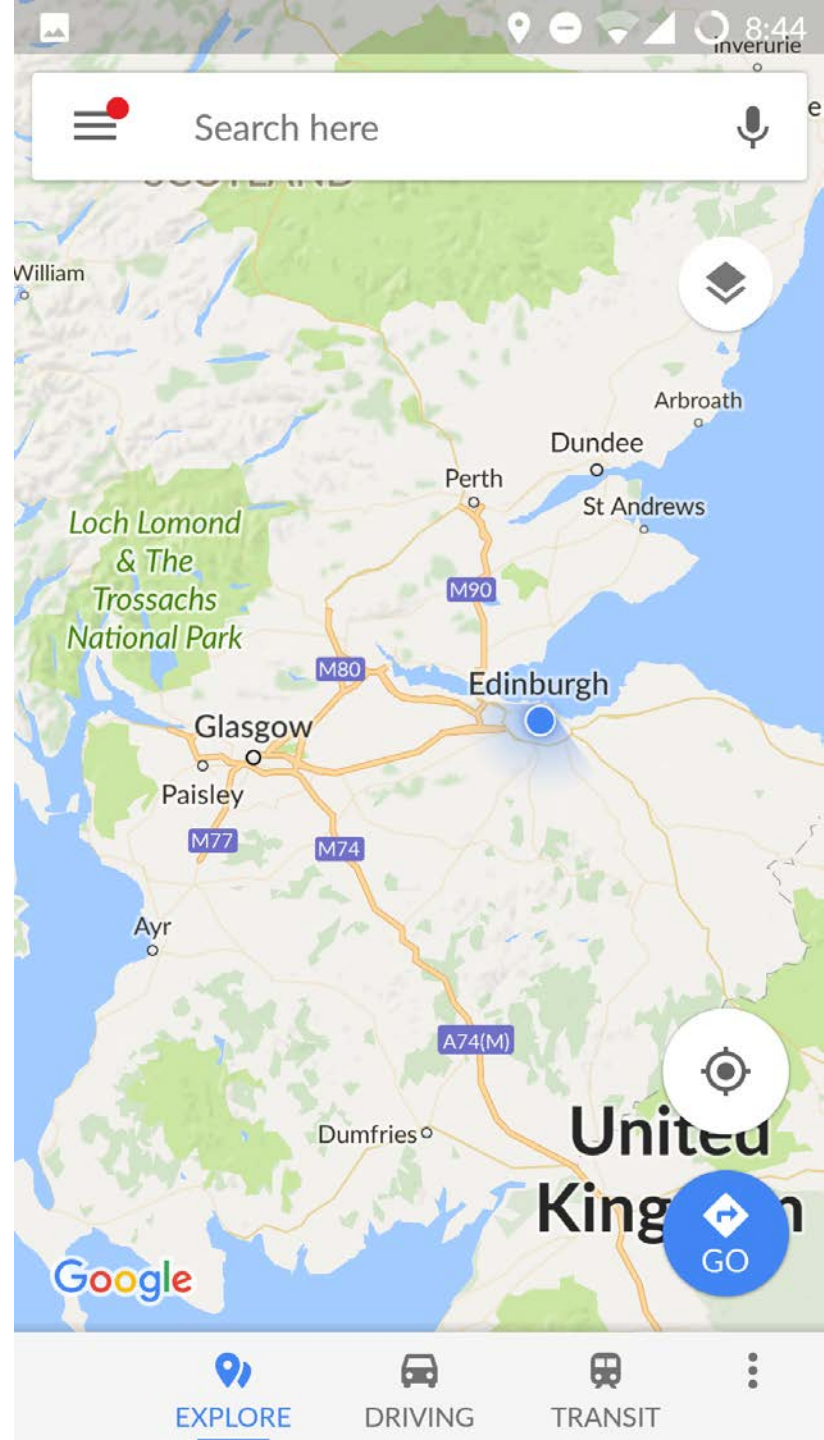 8:44
Inverurie
Search here
e
SCOTLAND
William
Arbroath
Dundee
Perth
St Andrews
Loch Lomond
& The
Trossachs
National Park
M90
M80
Edinburgh
Glasgow
Paisley
M77
M74
Ayr
A74(M)
Dumfries
United
King
n
GO
Google
EXPLORE
DRIVING
TRANSIT